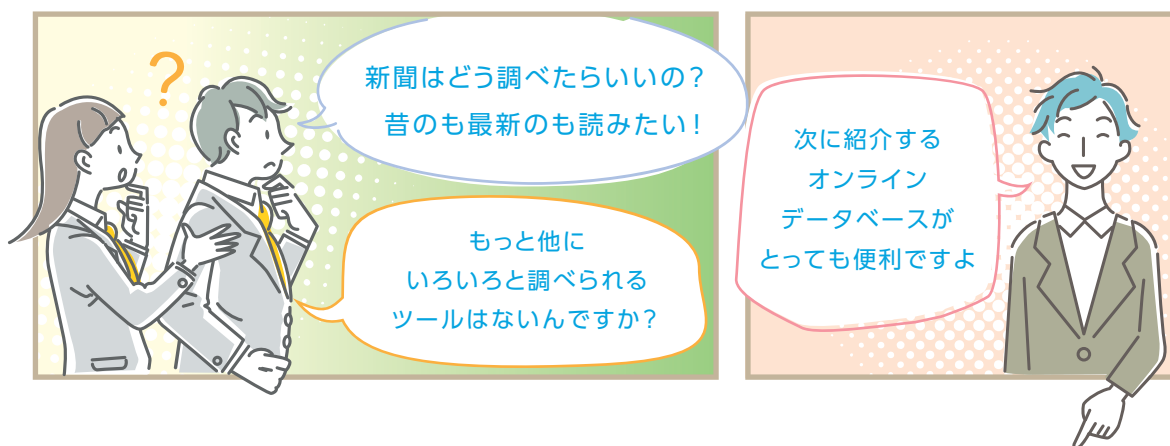 ?
新聞はどう調べたらいいの?
昔のも最新のも読みたい!
もっと他に
いろいろと調べられる
ツールはないんですか?
次に紹介する
オンライン
データベースが
とっても便利ですよ